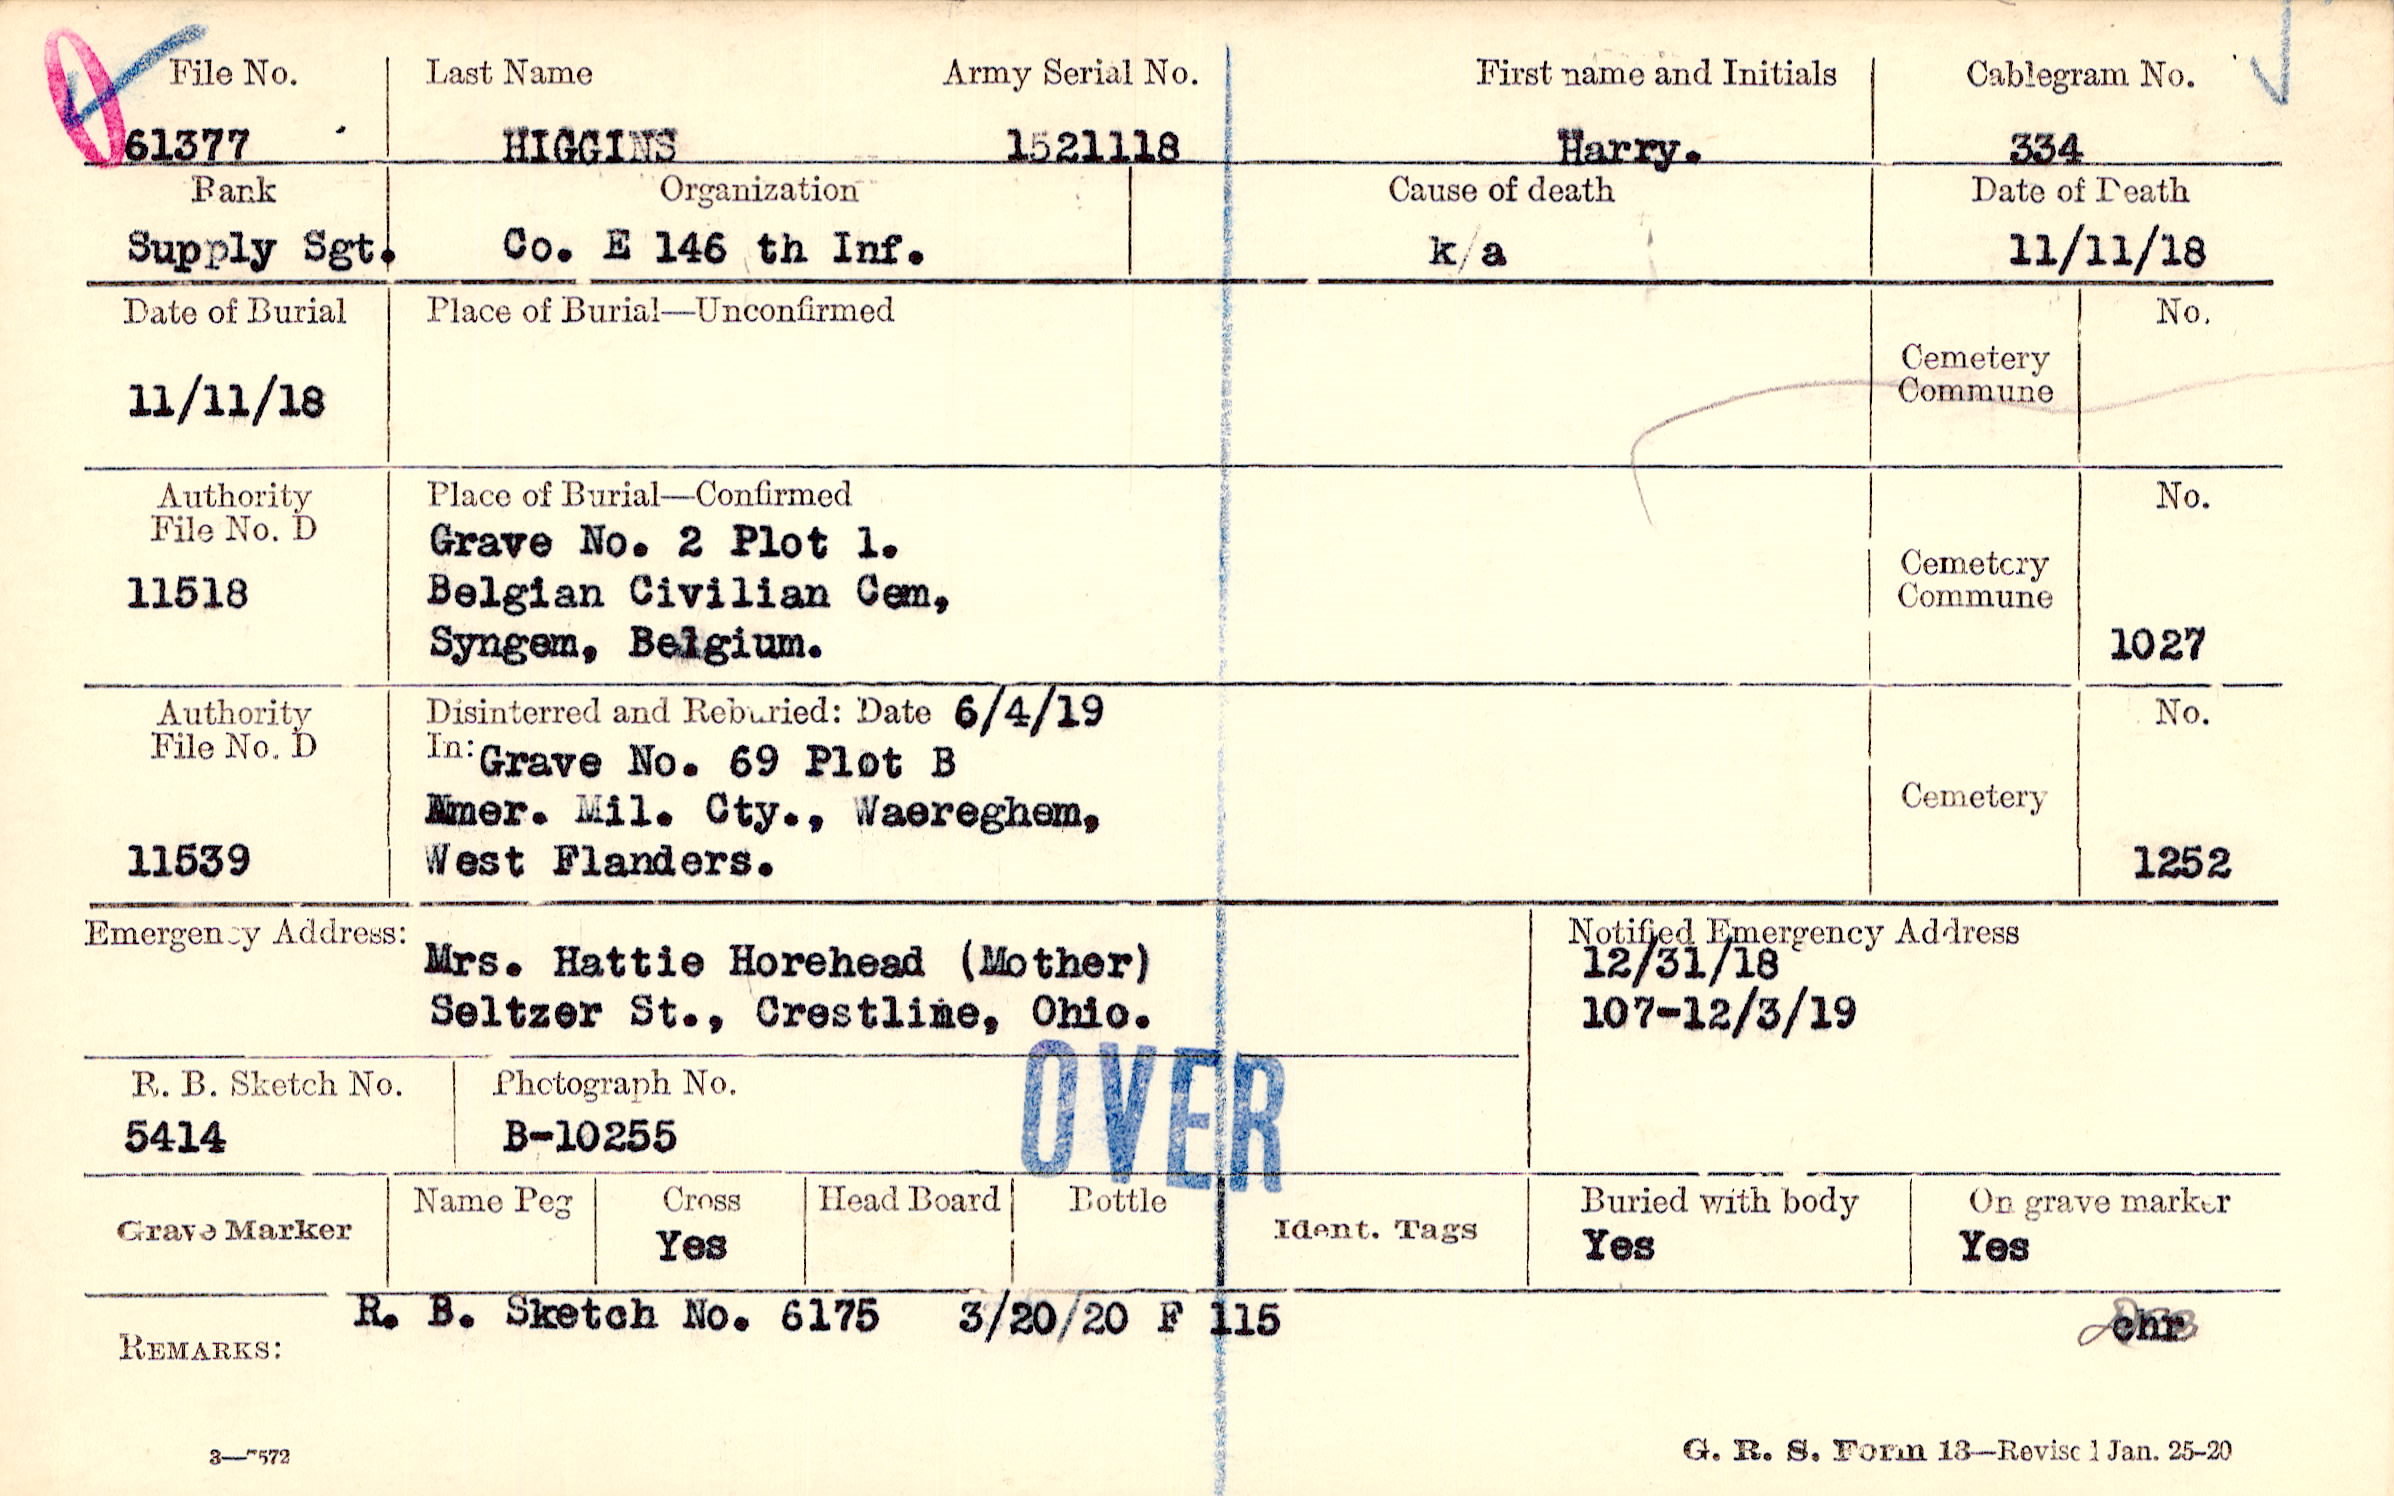 File No. Last Name Army Serial No. First name and Initials Cablegram No.
61377 HIGGINS 1521118 Harry. 334
Rank Organization Cause of death Date of Death
Supply Sgt. Co. E 146 th Inf. k/a 11/11/18
Date of Burial Place of Burial—Unconfirmed No.
Cemetery
Commune
11/11/18
Authority Place of Burial—Confirmed No.
File No. D
Grave No. 2 Plot 1.
11518 Belgian Civilian Cem, Cemetery
Commune
Syngem, Belgium. 1027
Authority Disinterred and Reburied: Date 6/4/19 No.
File No. D In: Grave No. 69 Plot B
Amer. Mil. Cty., Waereghem, Cemetery
11539 West Flanders. 1252
Emergency Address: Notified Emergency Address
Mrs. Hattie Horehead (Mother) 12/31/18
Seltzer St., Crestline, Ohio. 107-12/3/19
OVER
R. B. Sketch No. Photograph No.
5414 B-10255
Grave Marker Name Peg Cross Head Board Bottle Ident. Tags Buried with body On grave marker
Yes Yes Yes
R. B. Sketch No. 6175 3/20/20 F 115 chr
REMARKS:
G. R. S. Form 13—Revised Jan. 25-20